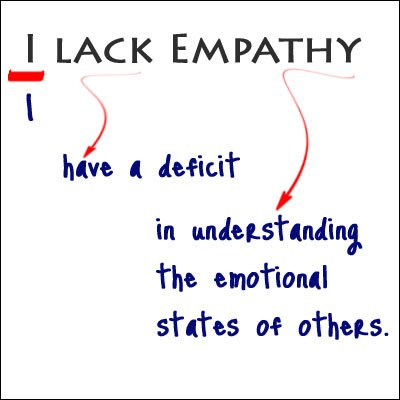 I LACK EMPATHY
I
have a deficit
in understanding
the emotional
states of others.